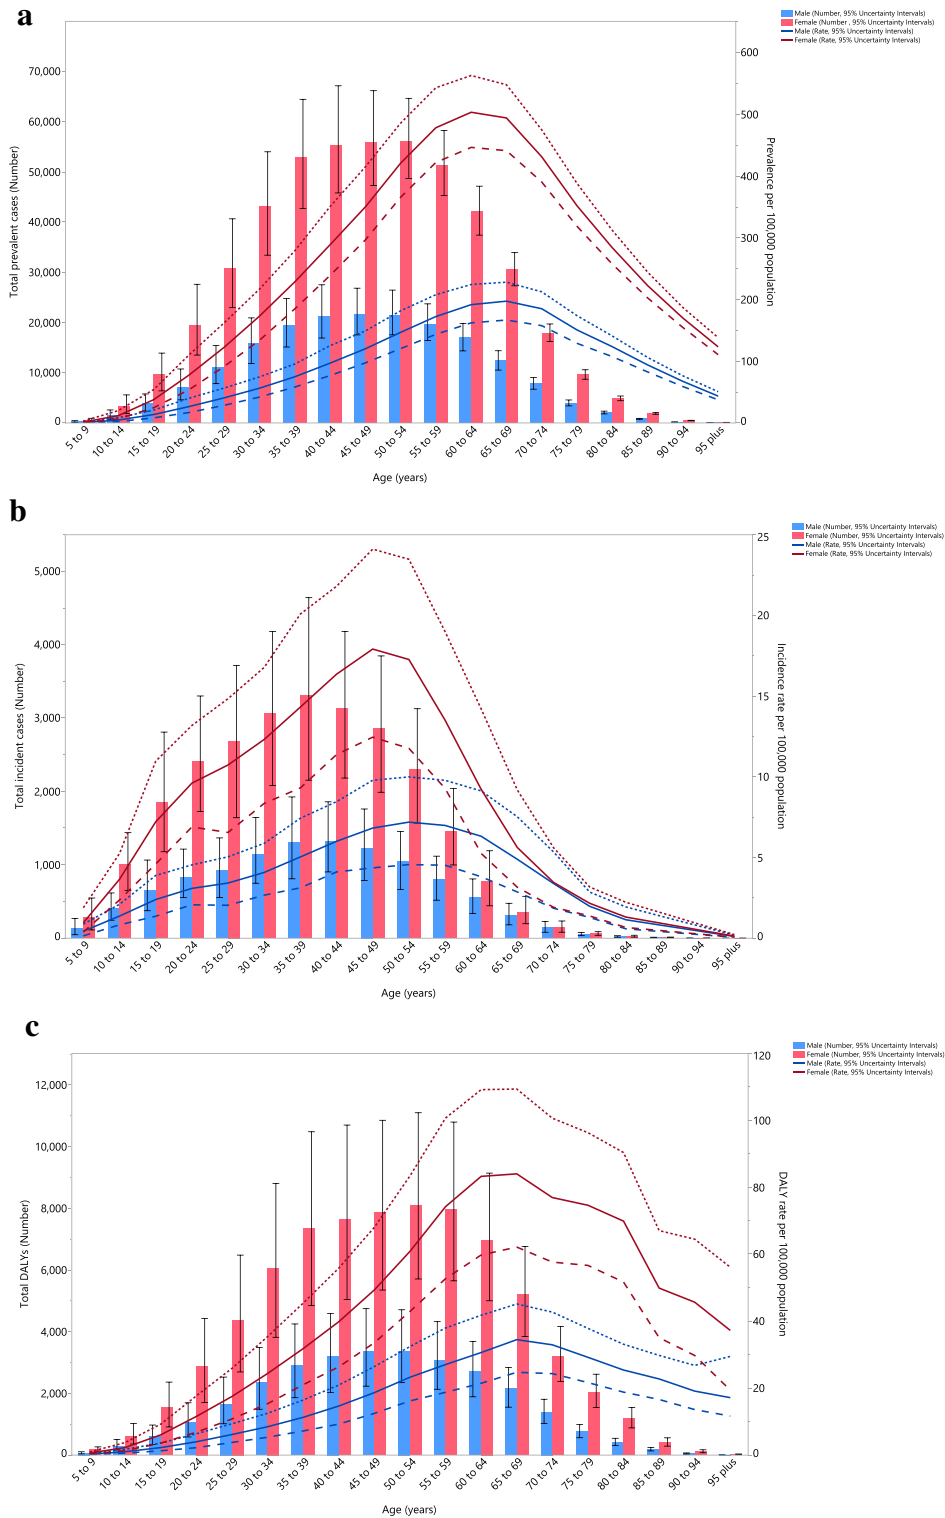 a
Male (Number, 95% Uncertainty Intervals)
Female (Number , 95% Uncertainty Intervals)
Male (Rate, 95% Uncertainty Intervals)
Female (Rate, 95% Uncertainty Intervals)
Total prevalent cases (Number)
70,000
60,000
50,000
40,000
30,000
20,000
10,000
0
600
500
400
300
200
100
0
Prevalence per 100,000 population
5 to 9
10 to 14
15 to 19
20 to 24
25 to 29
30 to 34
35 to 39
40 to 44
45 to 49
50 to 54
55 to 59
60 to 64
65 to 69
70 to 74
75 to 79
80 to 84
85 to 89
90 to 94
95 plus
Age (years)
b
Male (Number, 95% Uncertainty Intervals)
Female (Number, 95% Uncertainty Intervals)
Male (Rate, 95% Uncertainty Intervals)
Female (Rate, 95% Uncertainty Intervals)
Total incident cases (Number)
5,000
4,000
3,000
2,000
1,000
0
25
20
15
10
5
0
Incidence rate per 100,000 population
5 to 9
10 to 14
15 to 19
20 to 24
25 to 29
30 to 34
35 to 39
40 to 44
45 to 49
50 to 54
55 to 59
60 to 64
65 to 69
70 to 74
75 to 79
80 to 84
85 to 89
90 to 94
95 plus
Age (years)
c
Male (Number, 95% Uncertainty Intervals)
Female (Number, 95% Uncertainty Intervals)
Male (Rate, 95% Uncertainty Intervals)
Female (Rate, 95% Uncertainty Intervals)
Total DALYs (Number)
12,000
10,000
8,000
6,000
4,000
2,000
0
120
100
80
60
40
20
0
DALY rate per 100,000 population
5 to 9
10 to 14
15 to 19
20 to 24
25 to 29
30 to 34
35 to 39
40 to 44
45 to 49
50 to 54
55 to 59
60 to 64
65 to 69
70 to 74
75 to 79
80 to 84
85 to 89
90 to 94
95 plus
Age (years)